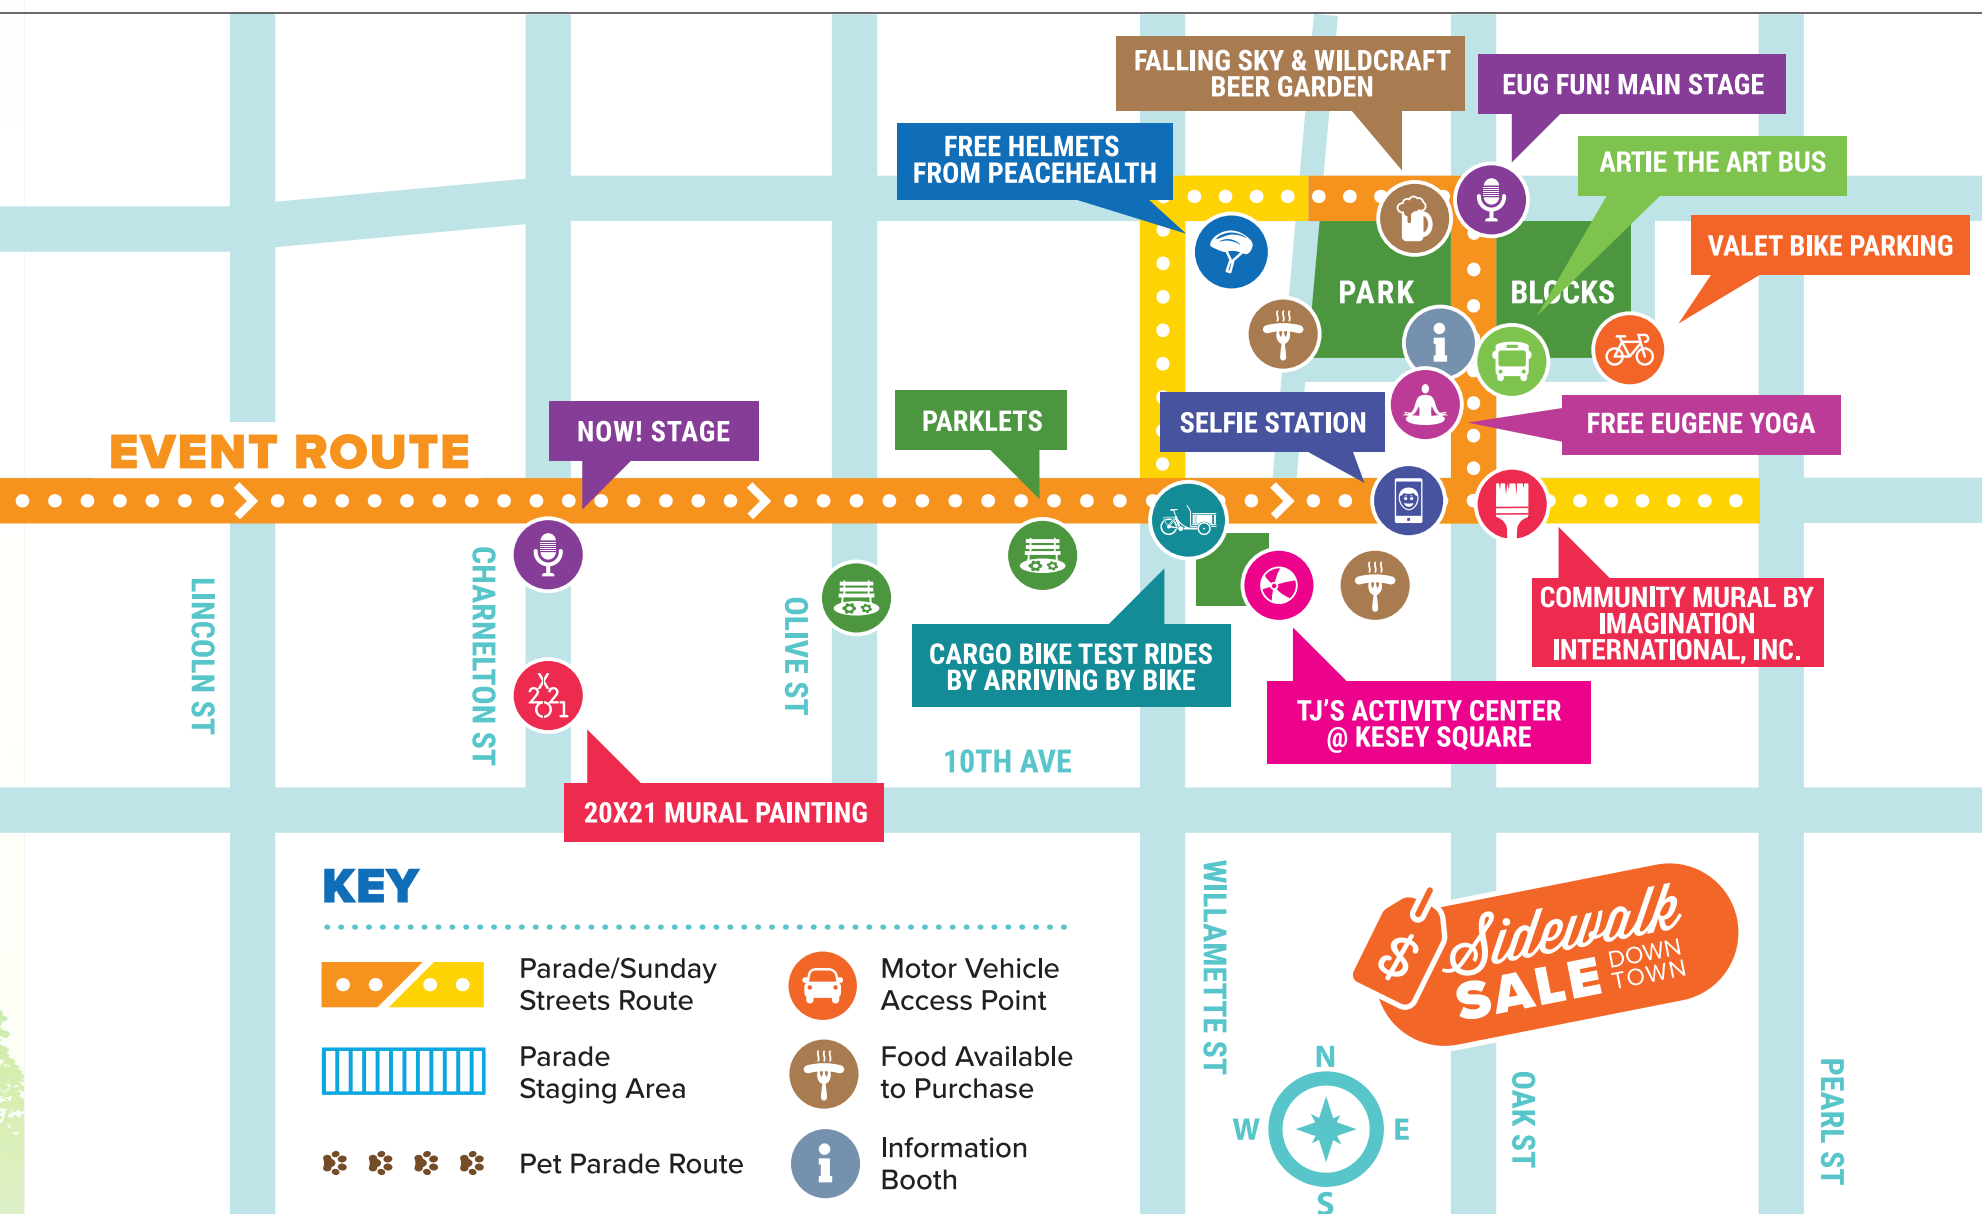 FALLING SKY & WILDCRAFT
BEER GARDEN
EUG FUN! MAIN STAGE
FREE HELMETS
FROM PEACEHEALTH
ARTIE THE ART BUS
VALET BIKE PARKING
PARK
BLOCKS
NOW! STAGE
PARKLETS
SELFIE STATION
FREE EUGENE YOGA
EVENT ROUTE
LINCOLN ST
CHARNELTON ST
OLIVE ST
CARGO BIKE TEST RIDES
BY ARRIVING BY BIKE
COMMUNITY MURAL BY
IMAGINATION
INTERNATIONAL, INC.
TJ'S ACTIVITY CENTER
@ KESEY SQUARE
10TH AVE
20X21
20X21 MURAL PAINTING
KEY
Parade/Sunday
Streets Route
Motor Vehicle
Access Point
Parade
Staging Area
Food Available
to Purchase
Pet Parade Route
Information
Booth
WILLAMETTE ST
$
Sidewalk
SALE
DOWN
TOWN
N
W
E
S
OAK ST
PEARL ST